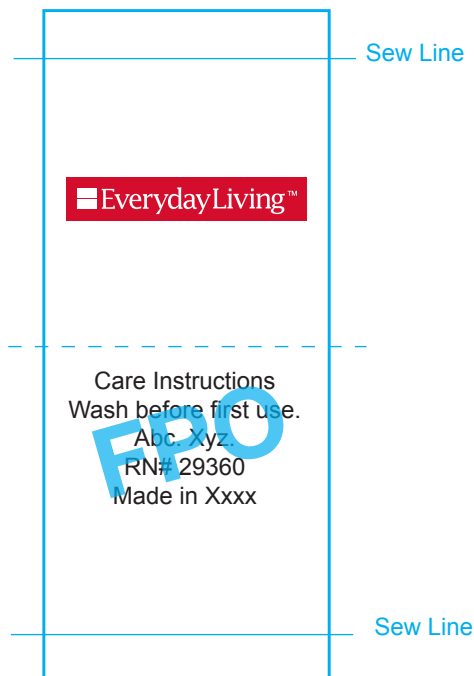 Sew Line
EverydayLiving™
Care Instructions
Wash before first use.
Abc. Xyz.
RN# 29360
Made in Xxxx
FPO
Sew Line